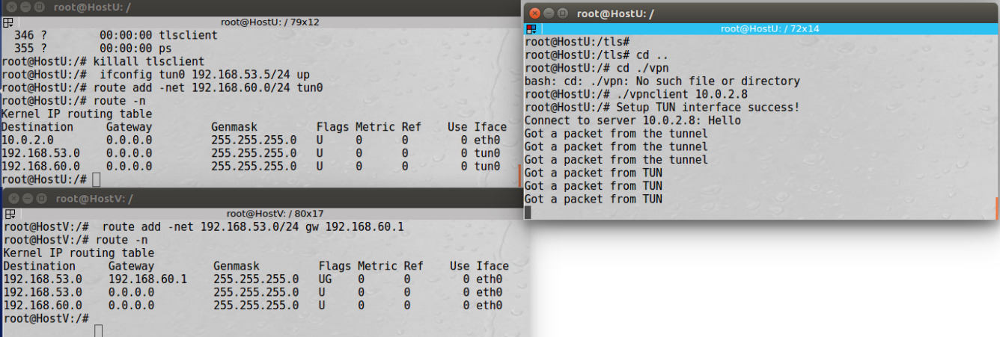 root@HostU: /
root@HostU: / 79x12
346 ?        00:00:00 tlsclient
355 ?        00:00:00 ps
root@HostU:/# killall tlsclient
root@HostU:/#  ifconfig tun0 192.168.53.5/24 up
root@HostU:/# route add -net 192.168.60.0/24 tun0
root@HostU:/# route -n
Kernel IP routing table
Destination     Gateway         Genmask         Flags Metric Ref    Use Iface
10.0.2.0        0.0.0.0         255.255.255.0   U     0      0        0 eth0
192.168.53.0    0.0.0.0         255.255.255.0   U     0      0        0 tun0
192.168.60.0    0.0.0.0         255.255.255.0   U     0      0        0 tun0
root@HostU:/#
root@HostV: /
root@HostV: / 80x17
root@HostV:/#  route add -net 192.168.53.0/24 gw 192.168.60.1
root@HostV:/# route -n
Kernel IP routing table
Destination     Gateway         Genmask         Flags Metric Ref    Use Iface
192.168.53.0    192.168.60.1    255.255.255.0   UG    0      0        0 eth0
192.168.53.0    0.0.0.0         255.255.255.0   U     0      0        0 eth0
192.168.60.0    0.0.0.0         255.255.255.0   U     0      0        0 eth0
root@HostV:/#
root@HostU: /
root@HostU: / 72x14
root@HostU:/tls#
root@HostU:/tls# cd ..
root@HostU:/# cd ./vpn
bash: cd: ./vpn: No such file or directory
root@HostU:/# ./vpnclient 10.0.2.8
root@HostU:/# Setup TUN interface success!
Connect to server 10.0.2.8: Hello
Got a packet from the tunnel
Got a packet from the tunnel
Got a packet from the tunnel
Got a packet from TUN
Got a packet from TUN
Got a packet from TUN